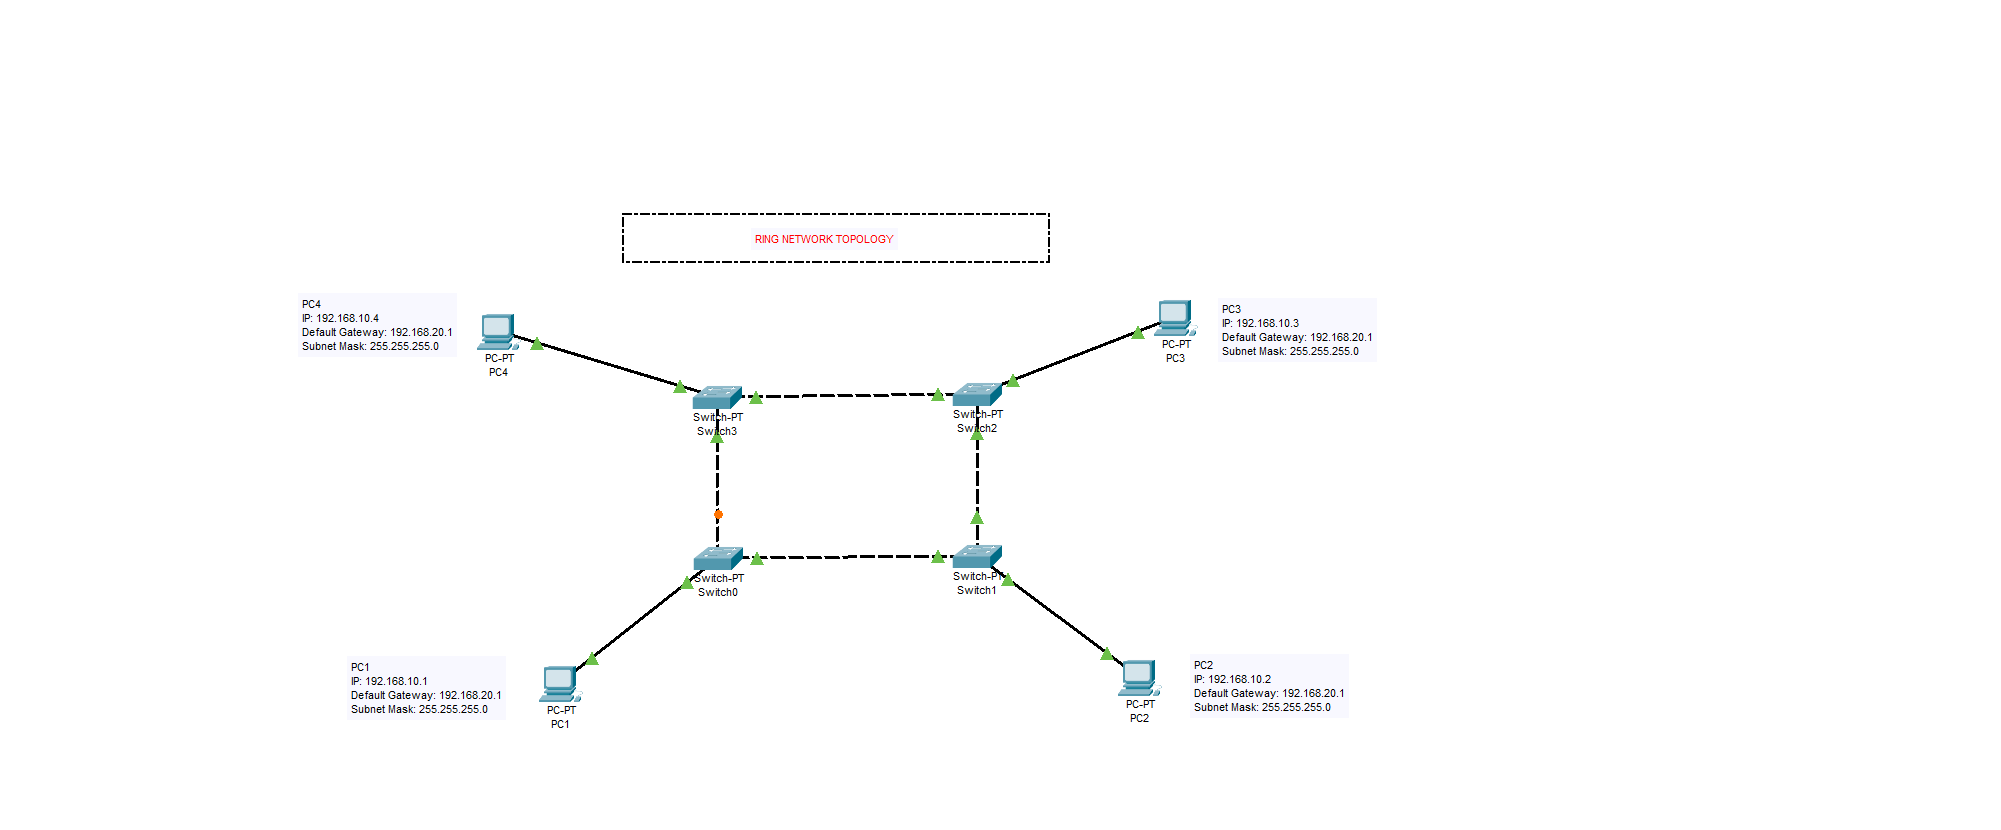 RING NETWORK TOPOLOGY
PC4
IP: 192.168.10.4
Default Gateway: 192.168.20.1
Subnet Mask: 255.255.255.0
PC-PT
PC4
PC-PT
PC3
PC3
IP: 192.168.10.3
Default Gateway: 192.168.20.1
Subnet Mask: 255.255.255.0
Switch-PT
Switch3
Switch-PT
Switch2
Switch-PT
Switch0
Switch-PT
Switch1
PC1
IP: 192.168.10.1
Default Gateway: 192.168.20.1
Subnet Mask: 255.255.255.0
PC-PT
PC1
PC-PT
PC2
PC2
IP: 192.168.10.2
Default Gateway: 192.168.20.1
Subnet Mask: 255.255.255.0